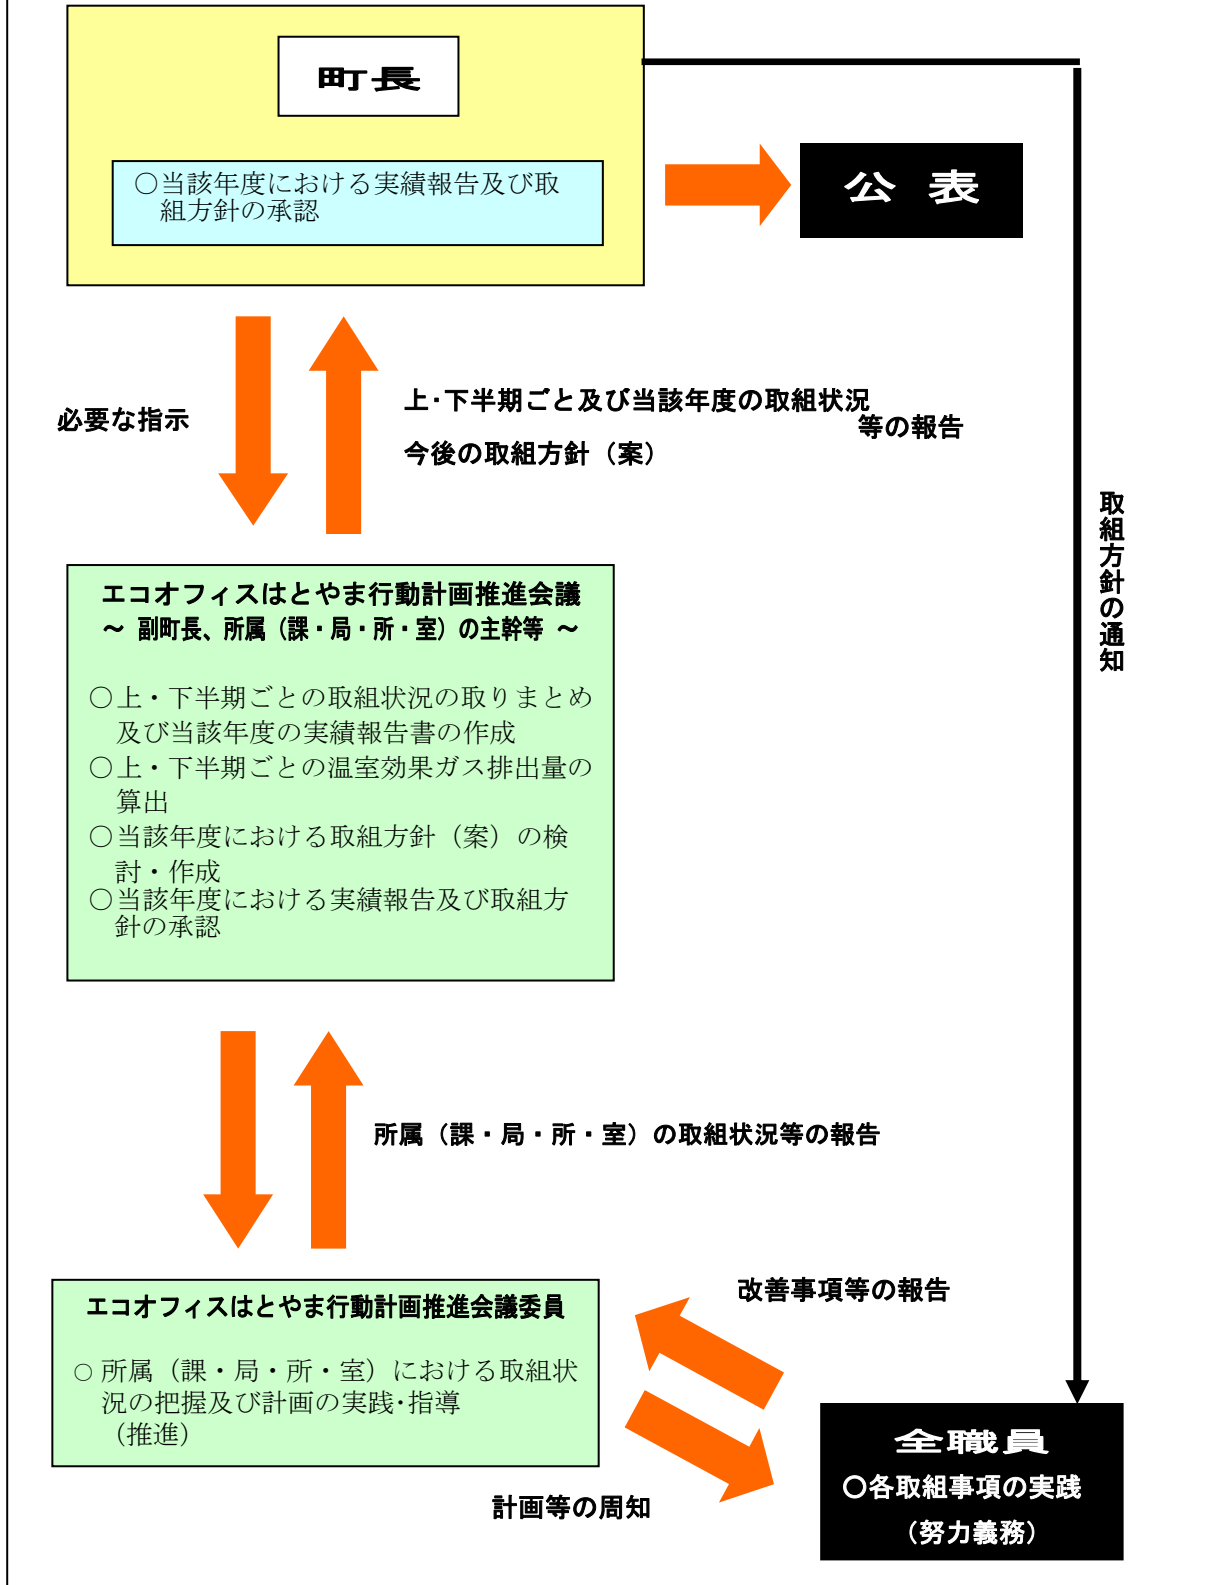 町長
○当該年度における実績報告及び取
組方針の承認
公 表
必要な指示
上・下半期ごと及び当該年度の取組状況
等の報告
今後の取組方針（案）
取組方針の通知
エコオフィスはとやま行動計画推進会議
～ 副町長、所属（課・局・所・室）の主幹等 ～
○上・下半期ごとの取組状況の取りまとめ
及び当該年度の実績報告書の作成
○上・下半期ごとの温室効果ガス排出量の
算出
○当該年度における取組方針（案）の検
討・作成
○当該年度における実績報告及び取組方
針の承認
所属（課・局・所・室）の取組状況等の報告
エコオフィスはとやま行動計画推進会議委員
○ 所属（課・局・所・室）における取組状
況の把握及び計画の実践・指導
（推進）
改善事項等の報告
計画等の周知
全職員
○各取組事項の実践
（努力義務）